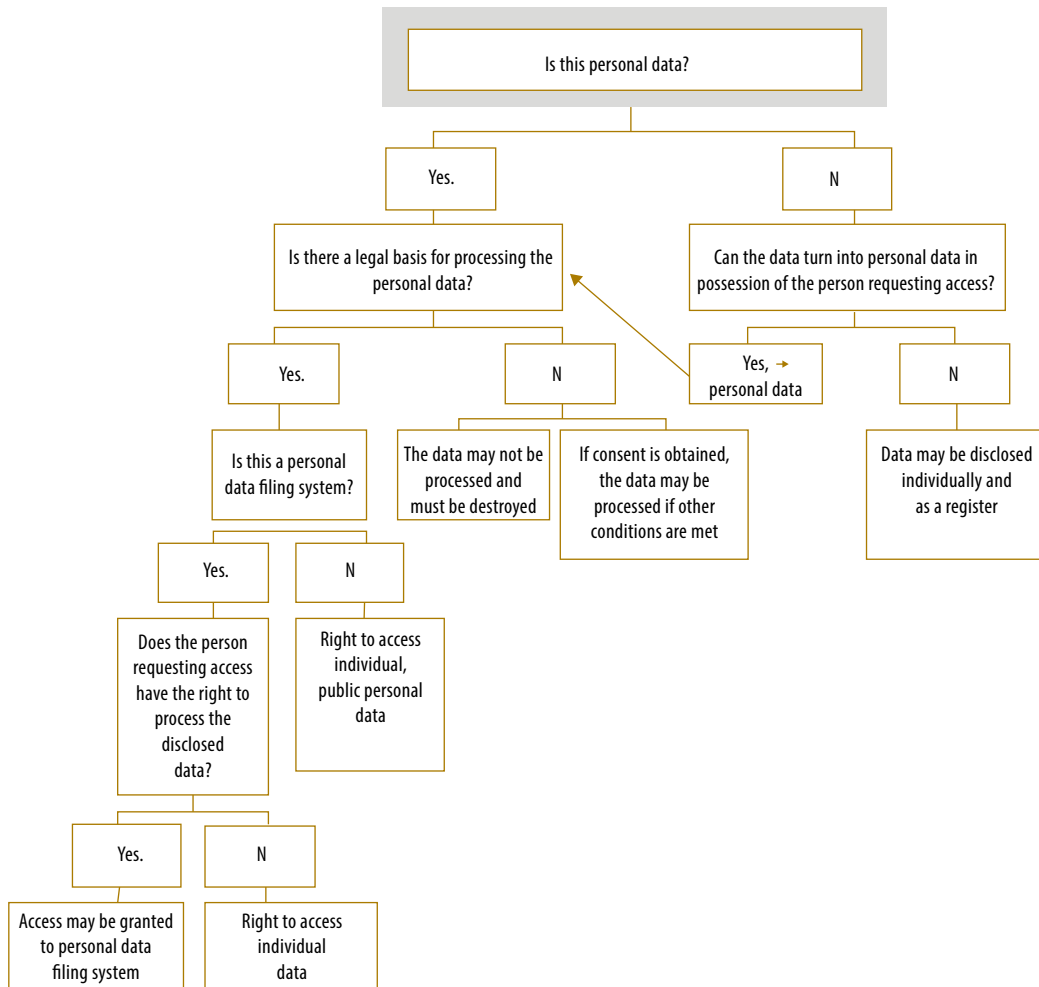 Is this personal data?
Yes.
N
Is there a legal basis for processing the
personal data?
Can the data turn into personal data in
possession of the person requesting access?
Yes.
N
Yes, →
personal data
N
Is this a personal
data filing system?
The data may not be
processed and
must be destroyed
If consent is obtained,
the data may be
processed if other
conditions are met
Data may be disclosed
individually and
as a register
Yes.
N
Does the person
requesting access
have the right to
process the
disclosed
data?
Right to access
individual,
public personal
data
Yes.
N
Access may be granted
to personal data
filing system
Right to access
individual
data